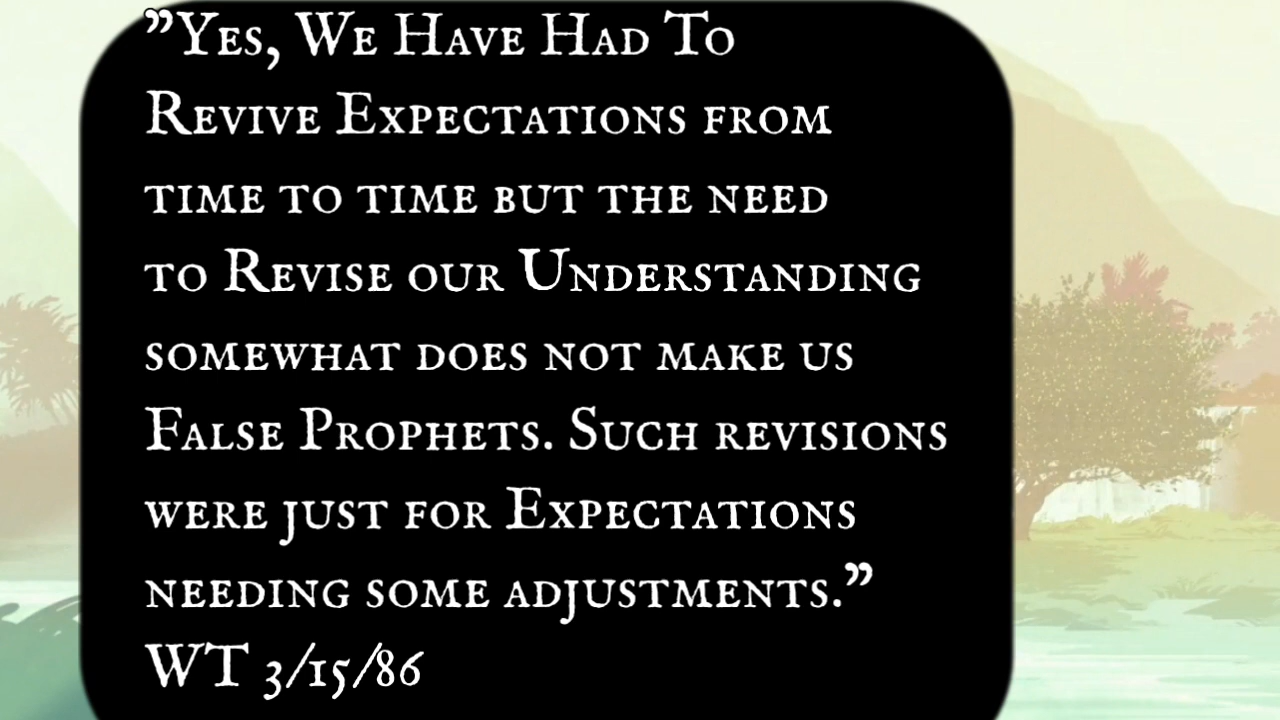 ”Yes, We Have Had To
Revive Expectations from
time to time but the need
to Revise our Understanding
somewhat does not make us
False Prophets. Such revisions
were just for Expectations
needing some adjustments.”
WT 3/15/86